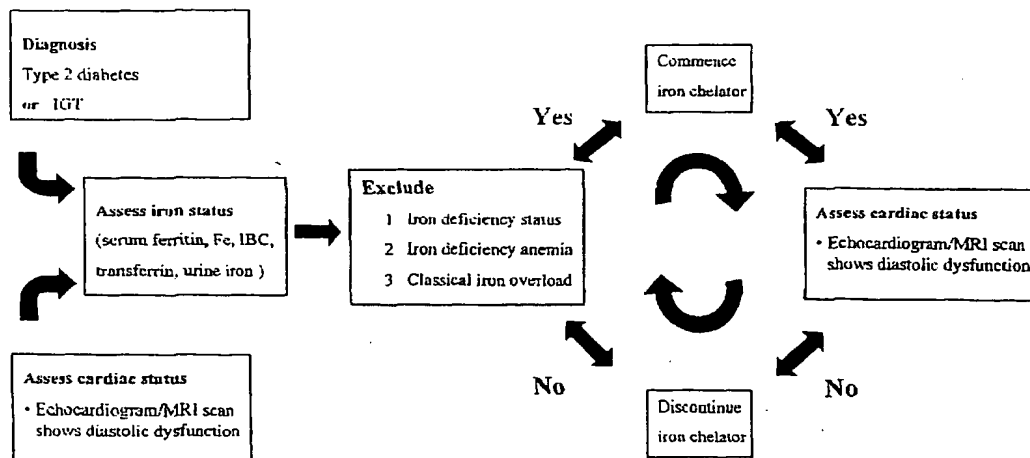 Diagnosis
Type 2 diabetes
or IGT
Assess iron status
(serum ferritin, Fe, IBC,
transferrin, urine iron )
Assess cardiac status
• Echocardiogram/MRI scan
shows diastolic dysfunction
Exclude
1 Iron deficiency status
2 Iron deficiency anemia
3 Classical iron overload
Yes
Commence
iron chelator
Yes
Assess cardiac status
• Echocardiogram/MRI scan
shows diastolic dysfunction
No
Discontinue
iron chelator
No